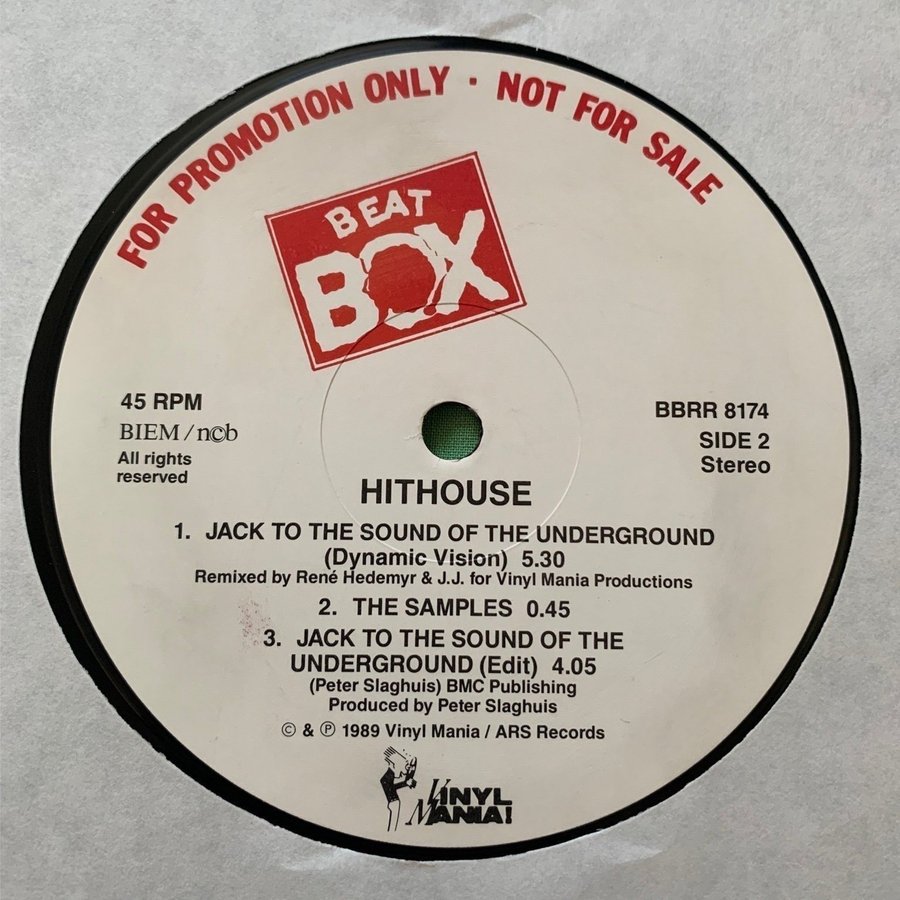 FOR PROMOTION ONLY · NOT FOR SALE
BEAT
BOX
45 RPM
BIEM/n©b
All rights
reserved
BBRR 8174
SIDE 2
Stereo
HITHOUSE
1. JACK TO THE SOUND OF THE UNDERGROUND
(Dynamic Vision) 5.30
Remixed by René Hedemyr & J.J. for Vinyl Mania Productions
2. THE SAMPLES 0.45
3. JACK TO THE SOUND OF THE
UNDERGROUND (Edit) 4.05
(Peter Slaghuis) BMC Publishing
Produced by Peter Slaghuis
© & ℗ 1989 Vinyl Mania / ARS Records
VINYL
MANIA!